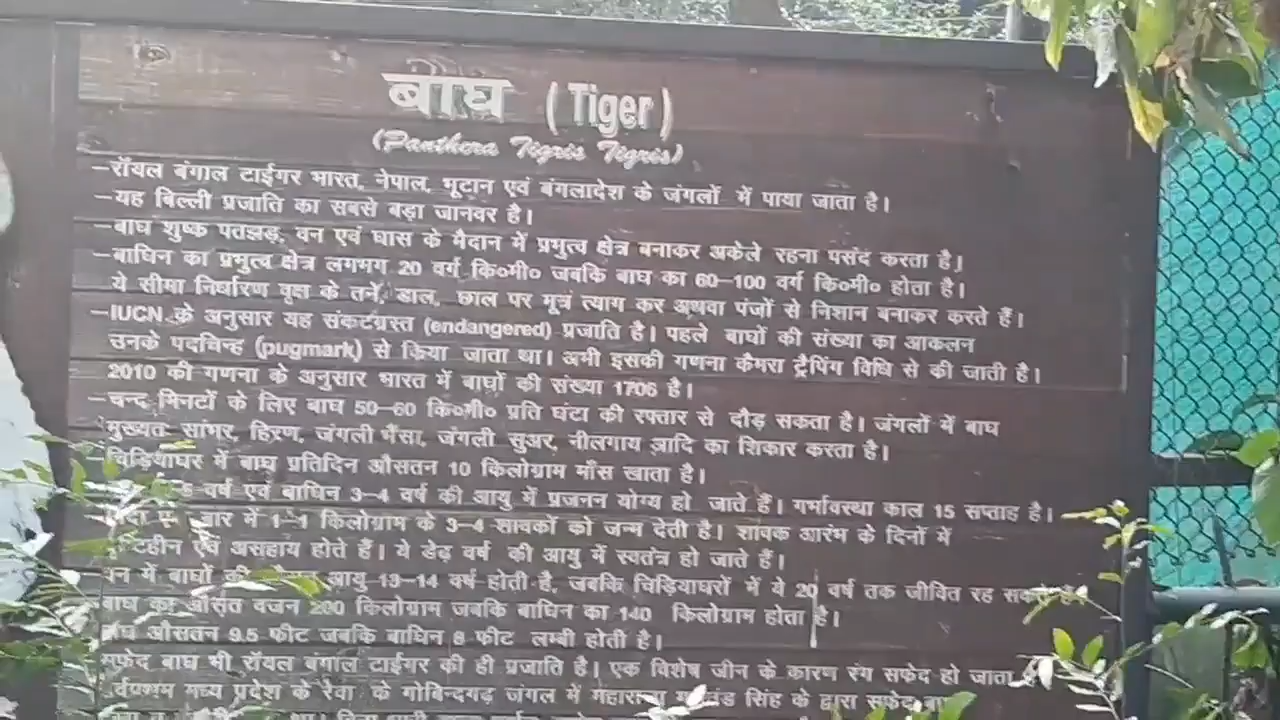 बाघ (Tiger)
(Panthera Tigris Tigris)
–रॉयल बंगाल टाईगर भारत, नेपाल, भूटान एवं बंगलादेश के जंगलों में पाया जाता है।
–यह बिल्ली प्रजाति का सबसे बड़ा जानवर है।
–बाघ शुष्क पतझड़, वन एवं घास के मैदान में प्रभुत्व क्षेत्र बनाकर अकेले रहना पसंद करता है।
–बाघिन का प्रभुत्व क्षेत्र लगभग 20 वर्ग कि०मी० जबकि बाघ का 60–100 वर्ग कि०मी० होता है।
ये सीमा निर्धारण वृक्ष के तने, डाल, छाल पर मूत्र त्याग कर अथवा पंजों से निशान बनाकर करते हैं।
–IUCN के अनुसार यह संकटग्रस्त (endangered) प्रजाति है। पहले बाघों की संख्या का आकलन
उनके पदचिन्ह (pugmark) से किया जाता था। अभी इसकी गणना कैमरा ट्रैपिंग विधि से की जाती है।
2010 की गणना के अनुसार भारत में बाघों की संख्या 1706 है।
–चन्द मिनटों के लिए बाघ 50–60 कि०मी० प्रति घंटा की रफ्तार से दौड़ सकता है। जंगलों में बाघ
मुख्यतः सांभर, हिरण, जंगली भैंसा, जंगली सुअर, नीलगाय आदि का शिकार करता है।
चिड़ियाघर में बाघ प्रतिदिन औसतन 10 किलोग्राम माँस खाता है।
वर्ष एवं बाघिन 3–4 वर्ष की आयु में प्रजनन योग्य हो जाते हैं। गर्भावस्था काल 15 सप्ताह है।
बार में 1–1 किलोग्राम के 3–4 शावकों को जन्म देती है। शावक आरंभ के दिनों में
एवं असहाय होते हैं। ये डेढ़ वर्ष की आयु में स्वतंत्र हो जाते हैं।
वन में बाघों की आयु 13–14 वर्ष होती है, जबकि चिड़ियाघरों में ये 20 वर्ष तक जीवित रह
बाघ का औसत वजन 200 किलोग्राम जबकि बाघिन का 140 किलोग्राम होता है।
औसतन 9.5 फीट जबकि बाघिन 8 फीट लम्बी होती है।
सफेद बाघ भी रॉयल बंगाल टाईगर की ही प्रजाति है। एक विशेष जीन के कारण रंग सफेद हो जाता
मध्य प्रदेश के रेवा के गोबिन्दगढ़ जंगल में सिंह के द्वारा सफेद